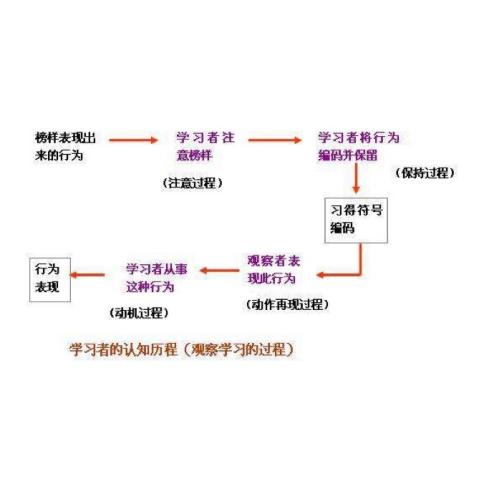 榜样表现出
来的行为
学习者注
意榜样
(注意过程)
学习者将行为
编码并保留
(保持过程)
习得符号
编码
观察者表
现此行为
(动作再现过程)
学习者从事
这种行为
(动机过程)
行为
表现
学习者的认知历程(观察学习的过程)